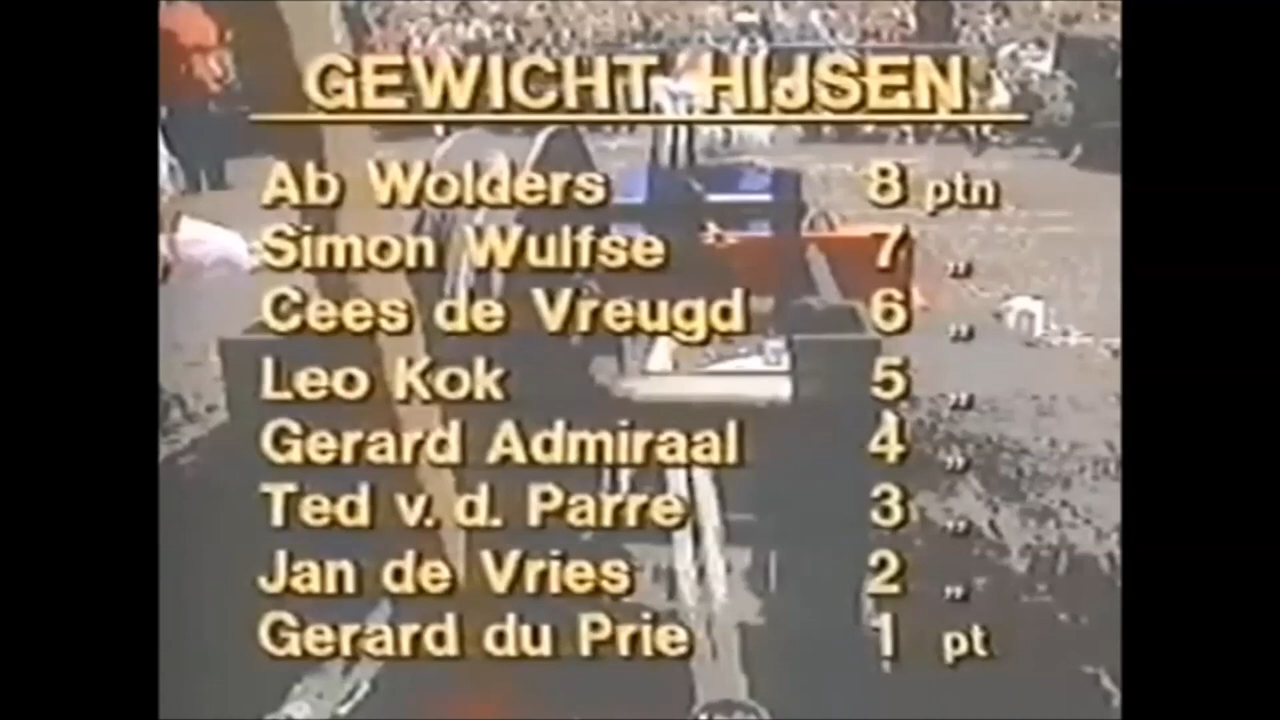 GEWICHT HIJSEN
Ab Wolders 8 ptn
Simon Wulfse 7 „
Cees de Vreugd 6 „
Leo Kok 5 „
Gerard Admiraal 4 „
Ted v. d. Parre 3 „
Jan de Vries 2 „
Gerard du Prie 1 pt